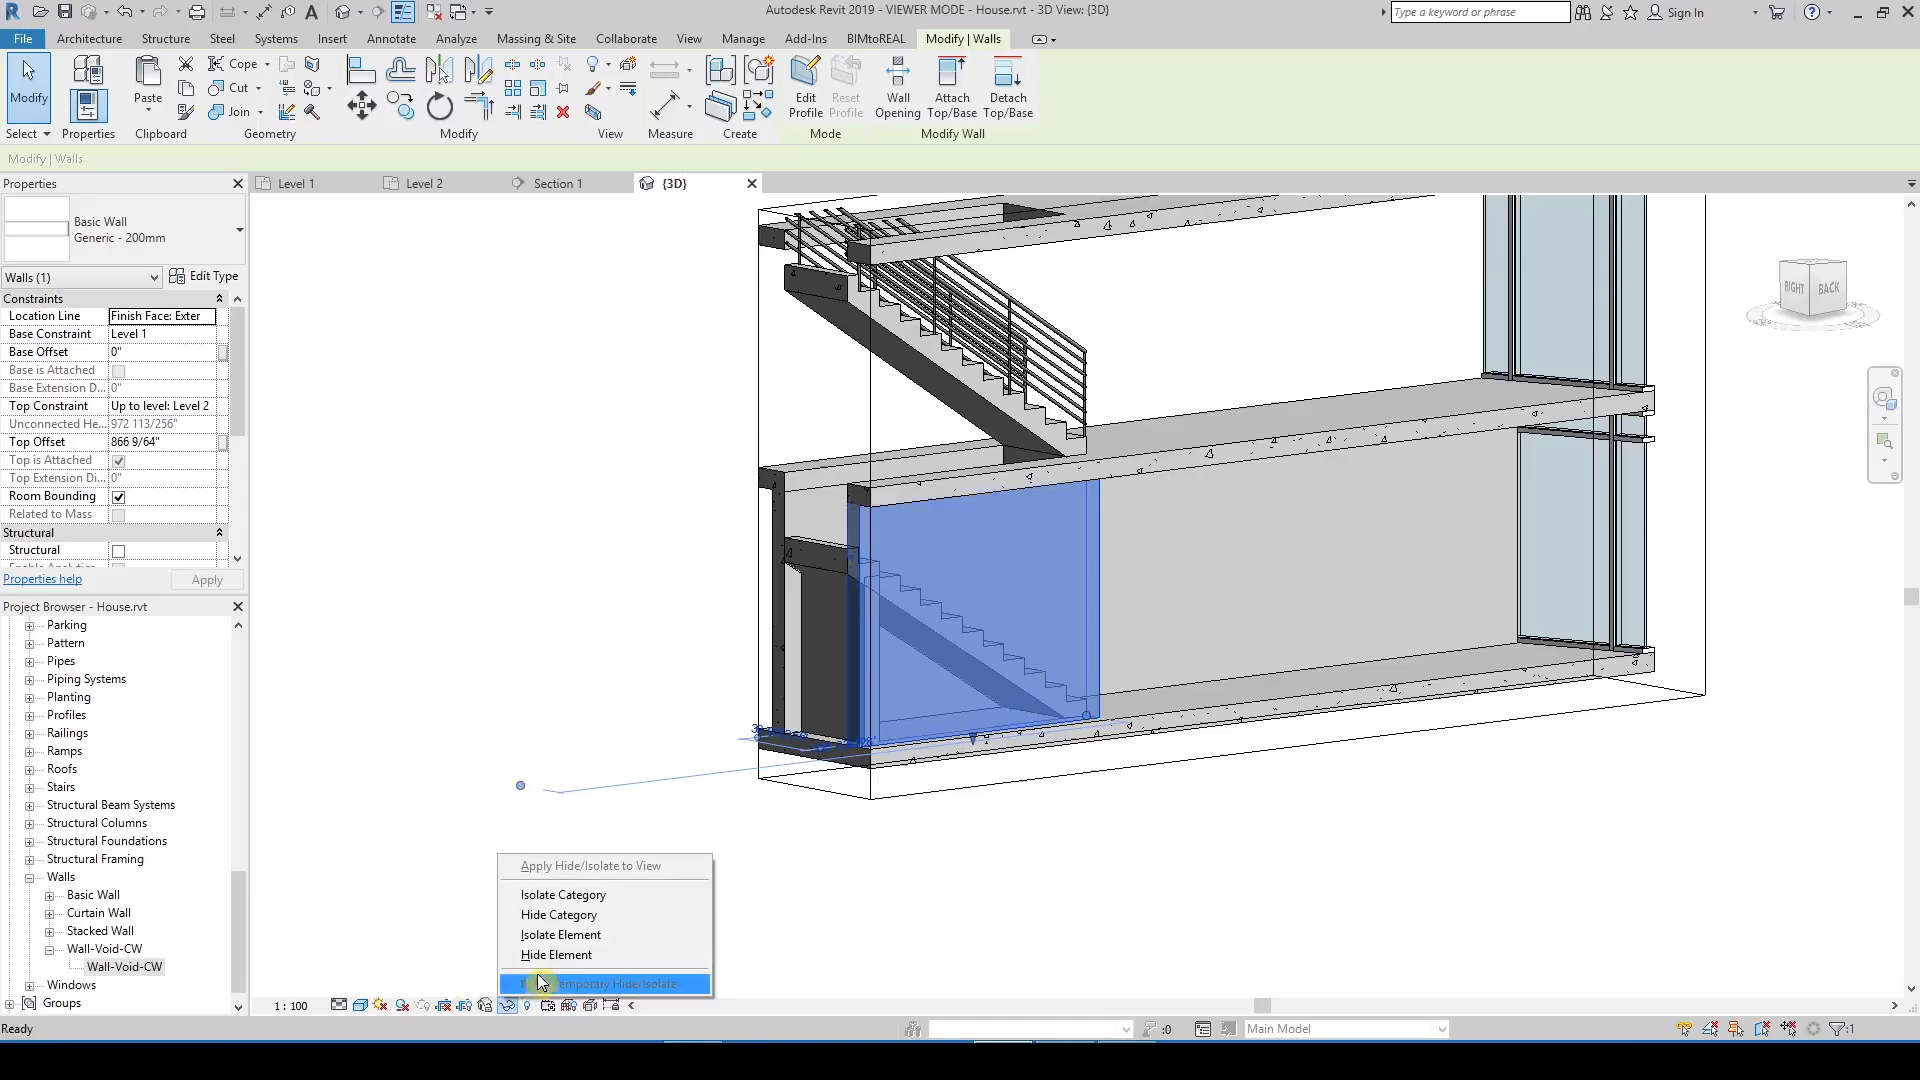 Autodesk Revit 2019 - VIEWER MODE - House.rvt - 3D View: {3D}
Type a keyword or phrase
Sign In
File Architecture Structure Steel Systems Insert Annotate Analyze Massing & Site Collaborate View Manage Add-Ins BIMtoREAL Modify | Walls
Modify
Paste
Cope
Cut
Join
Edit Profile
Reset Profile
Wall Opening
Attach Top/Base
Detach Top/Base
Select Properties Clipboard Geometry Modify View Measure Create Mode Modify Wall
Modify | Walls
Properties
Level 1
Level 2
Section 1
{3D}
Basic Wall
Generic - 200mm
Walls (1)
Edit Type
Constraints
Location Line Finish Face: Exter
Base Constraint Level 1
Base Offset 0"
Base is Attached
Base Extension D... 0"
Top Constraint Up to level: Level 2
Unconnected He... 972 113/256"
Top Offset 866 9/64"
Top is Attached
Top Extension Di... 0"
Room Bounding
Related to Mass
Structural
Structural
Properties help
Apply
RIGHT BACK
Project Browser - House.rvt
Parking
Pattern
Pipes
Piping Systems
Planting
Profiles
Railings
Ramps
Roofs
Stairs
Structural Beam Systems
Structural Columns
Structural Foundations
Structural Framing
Walls
Basic Wall
Curtain Wall
Stacked Wall
Wall-Void-CW
Wall-Void-CW
Windows
Groups
Apply Hide/Isolate to View
Isolate Category
Hide Category
Isolate Element
Hide Element
Temporary Hide/Isolate
1 : 100
Ready
:0
Main Model
:1